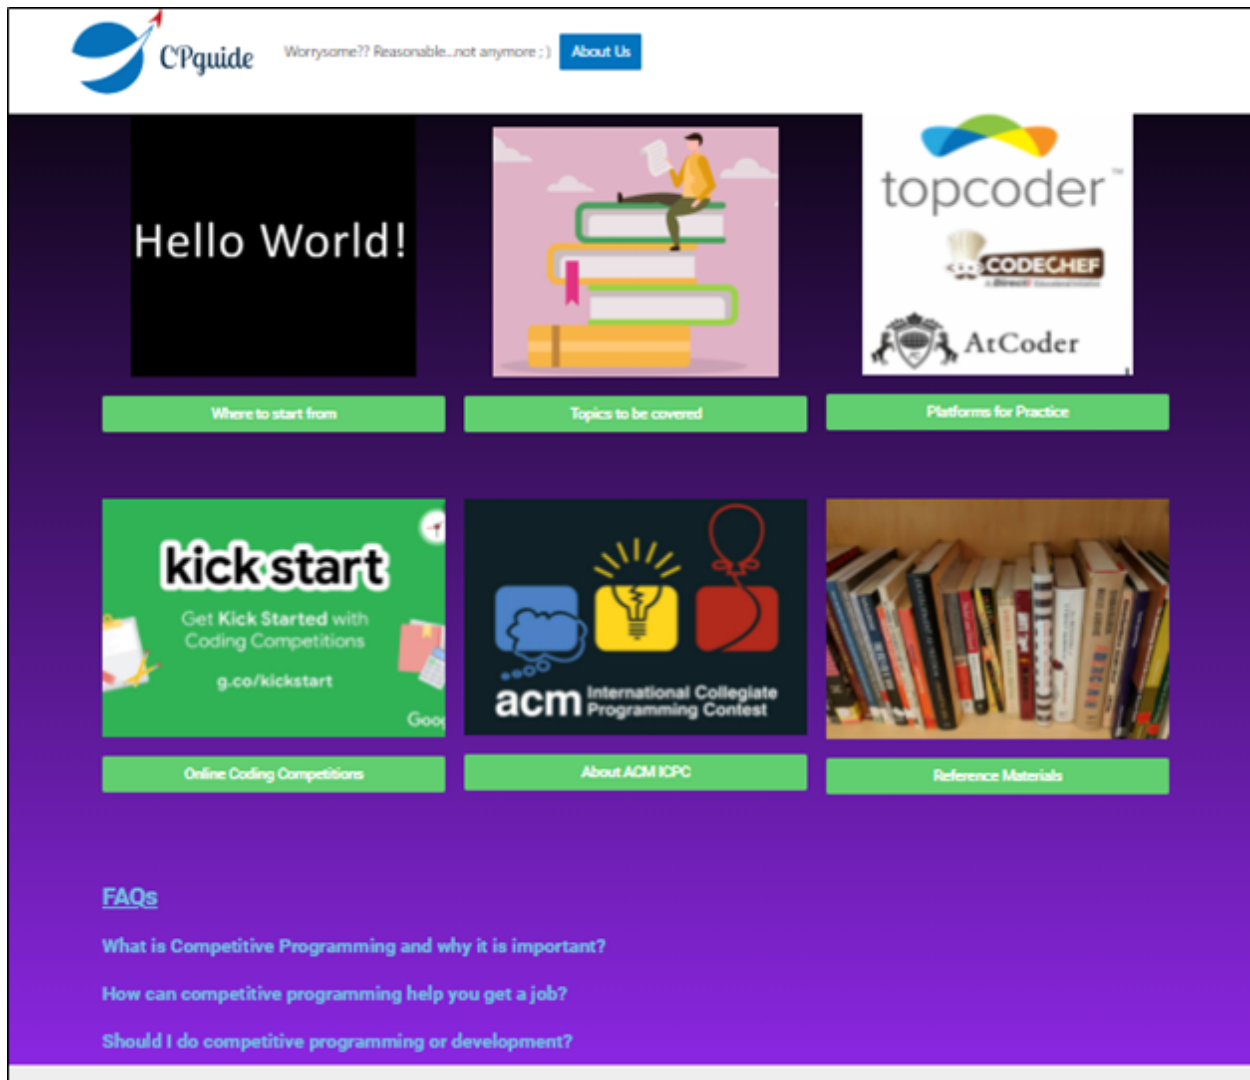 CPguide
Worrysome?? Reasonable...not anymore ; )
About Us
Hello World!
topcoder™
CODECHEF
AtCoder
Where to start from
Topics to be covered
Platforms for Practice
kickstart
Get Kick Started with
Coding Competitions
g.co/kickstart
Goog
acm International Collegiate
Programming Contest
Online Coding Competitions
About ACM ICPC
Reference Materials
FAQs
What is Competitive Programming and why it is important?
How can competitive programming help you get a job?
Should I do competitive programming or development?